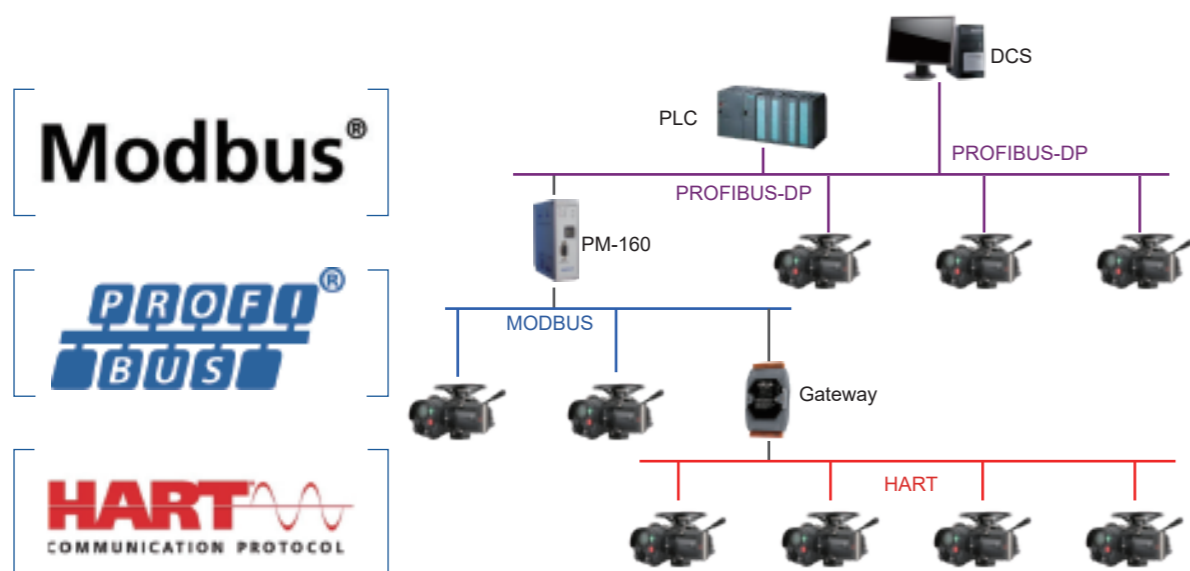 Modbus®
PROFI®
BUS
HART
COMMUNICATION PROTOCOL
DCS
PLC
PROFIBUS-DP
PROFIBUS-DP
PM-160
MODBUS
Gateway
HART